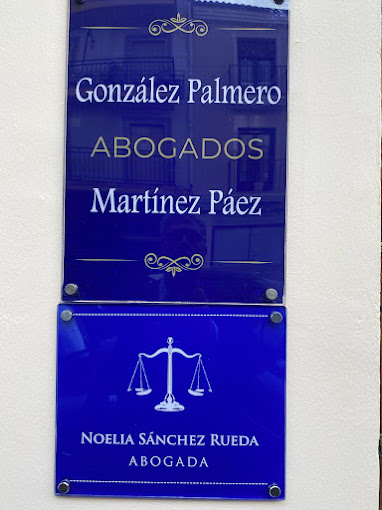 González Palmero
ABOGADOS
Martínez Páez
NOELIA SÁNCHEZ RUEDA
ABOGADA